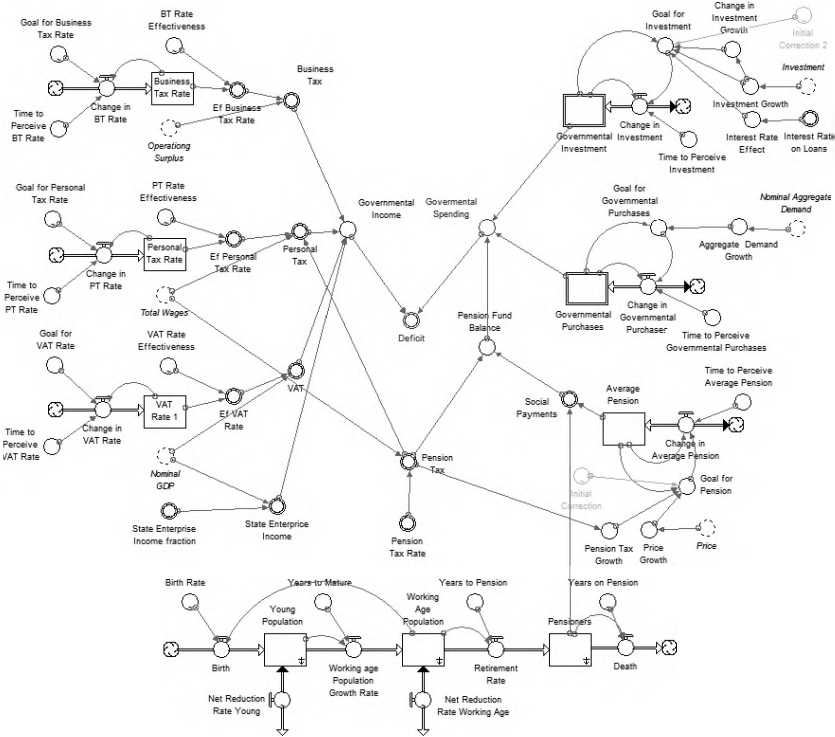 Goal for Business
Tax Rate
BT Rate
Effectiveness
Business
Tax Rate
Change in
BT Rate
Time to
Perceive
BT Rate
Ef Business
Tax Rate
Business
Tax
Operationg
Surplus
Goal for Personal
Tax Rate
PT Rate
Effectiveness
Personal
Tax Rate
Change in
PT Rate
Time to
Perceive
PT Rate
Ef Personal
Tax Rate
Personal
Tax
Total Wages
Goal for
VAT Rate
VAT Rate
Effectiveness
VAT
Rate 1
Change in
VAT Rate
Time to
Perceive
VAT Rate
Ef VAT
Rate
VAT
Nominal
GDP
State Enterprise
Income fraction
State Enterprise
Income
Governmental
Income
Govermental
Spending
Deficit
Pension Fund
Balance
Pension
Tax
Pension
Tax Rate
Goal for
Investment
Change in
Investment
Growth
Initial
Correction 2
Investment
Investment Growth
Governmental
Investment
Change in
Investment
Time to Perceive
Investment
Interest Rate
Effect
Interest Rate
on Loans
Goal for
Governmental
Purchases
Nominal Aggregate
Demand
Aggregate Demand
Growth
Governmental
Purchases
Change in
Governmental
Purchaser
Time to Perceive
Governmental Purchases
Social
Payments
Average
Pension
Time to Perceive
Average Pension
Change in
Average Pension
Goal for
Pension
Initial
Correction
Pension Tax
Growth
Price
Growth
Price
Birth Rate
Years to Mature
Years to Pension
Years on Pension
Young
Population
Working
Age
Population
Pensioners
Birth
Working age
Population
Growth Rate
Retirement
Rate
Death
Net Reduction
Rate Young
Net Reduction
Rate Working Age